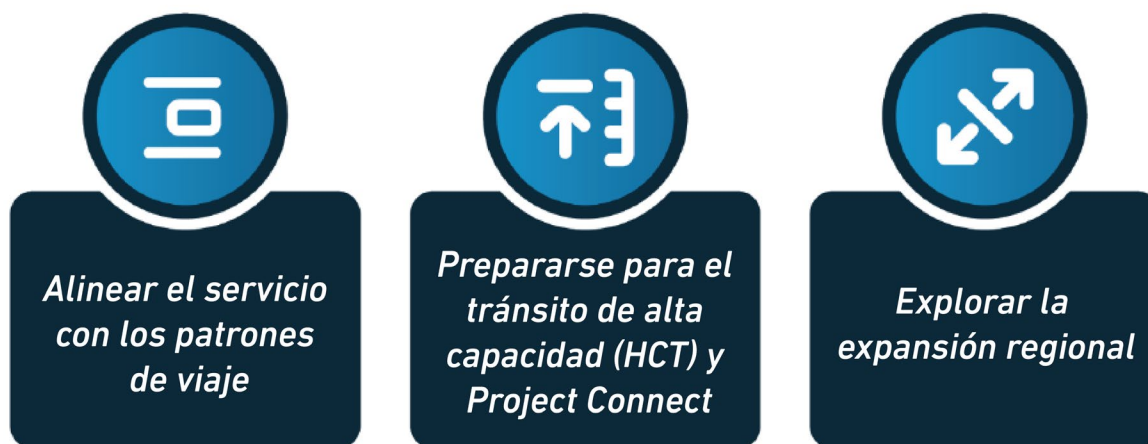 Alinear el servicio
con los patrones
de viaje
Prepararse para el
tránsito de alta
capacidad (HCT) y
Project Connect
Explorar la
expansión regional